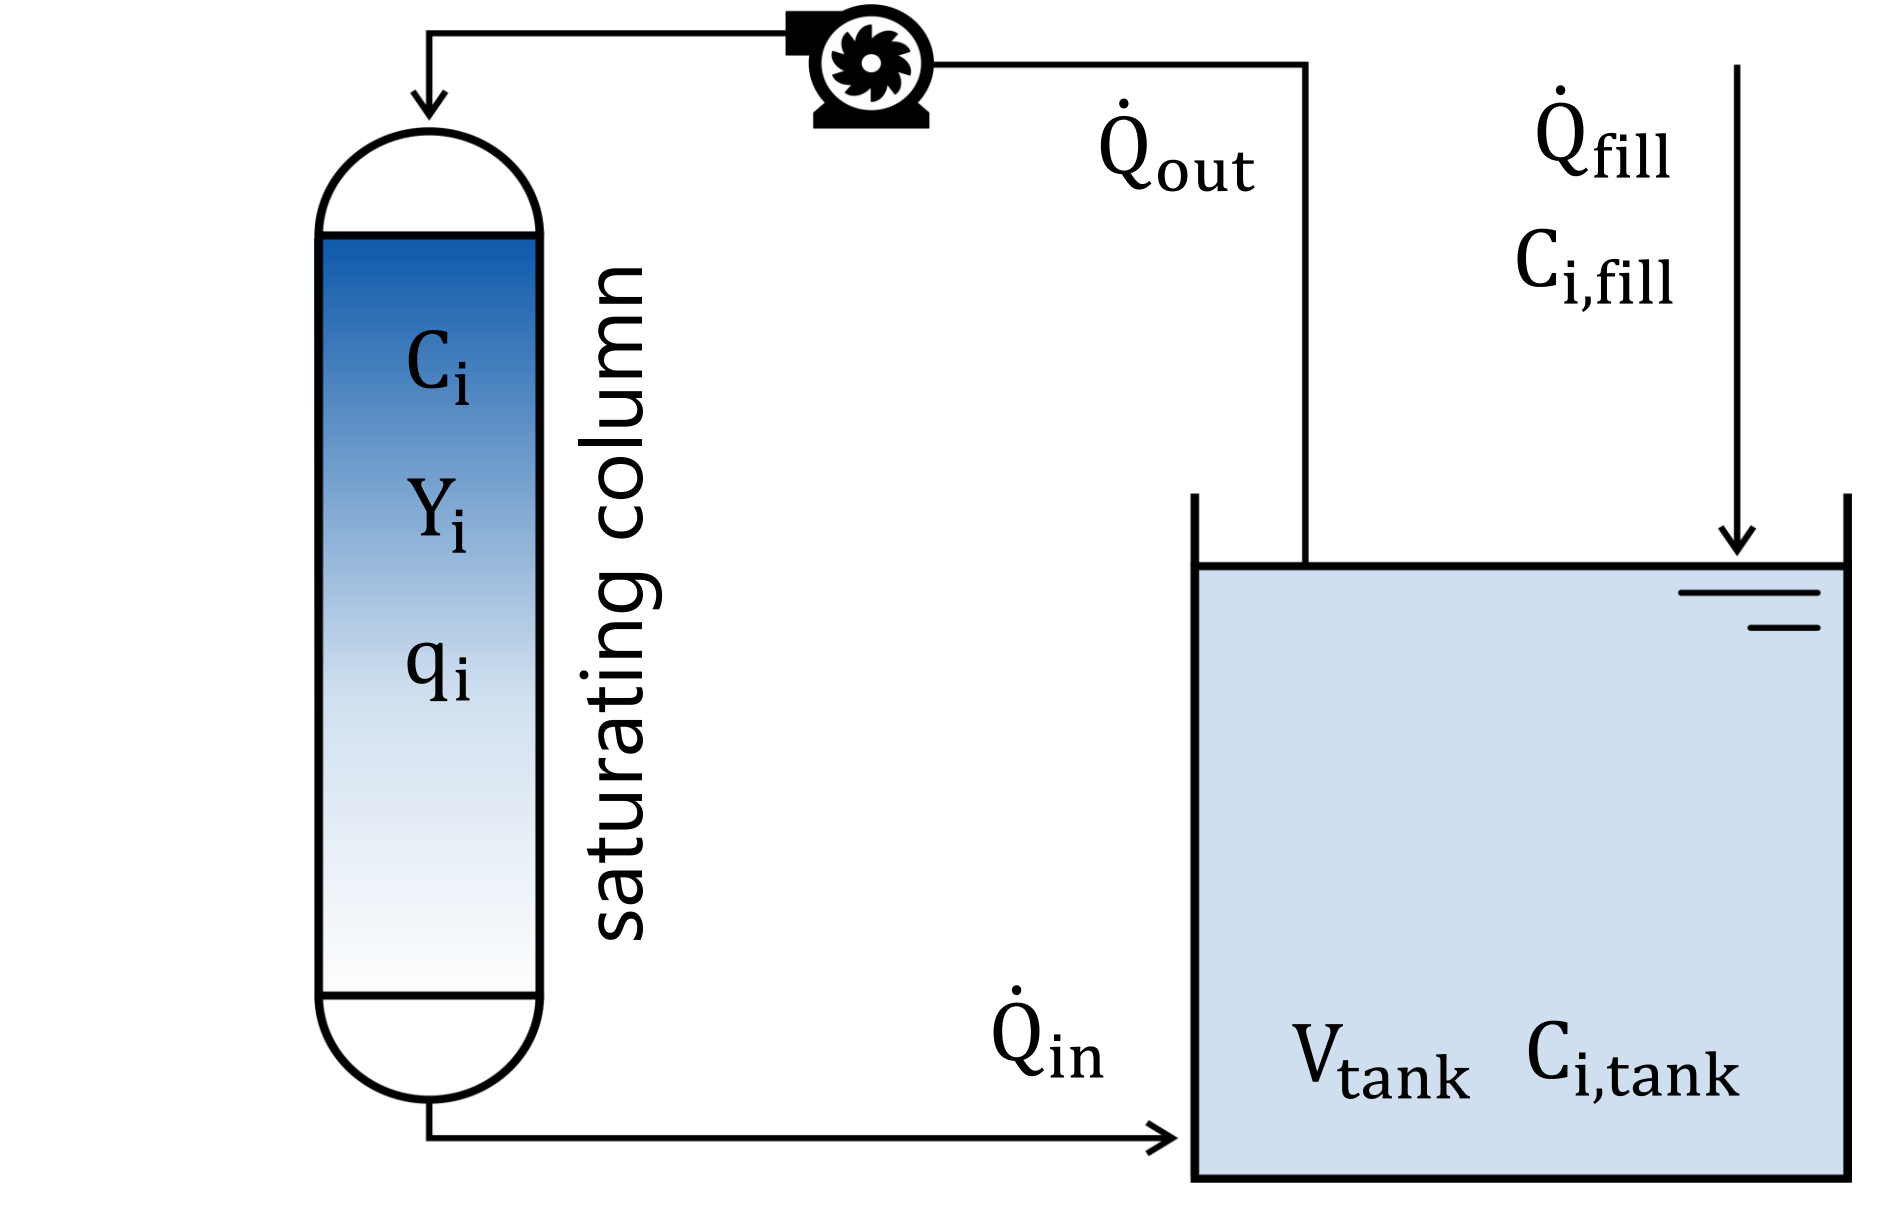 Q̇out
Q̇fill
Ci,fill
Ci
Yi
qi
saturating column
Q̇in
Vtank Ci,tank